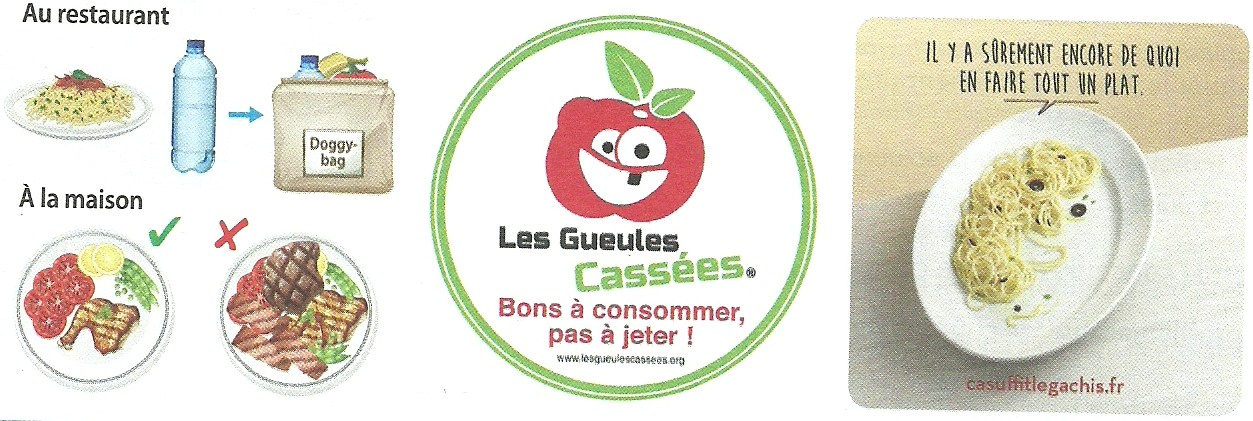 Au restaurant
Doggy-
bag
À la maison
Les Gueules
Cassées®
Bons à consommer,
pas à jeter !
www.lesgueulescassees.org
IL Y A SÛREMENT ENCORE DE QUOI
EN FAIRE TOUT UN PLAT.
casuffitlegachis.fr